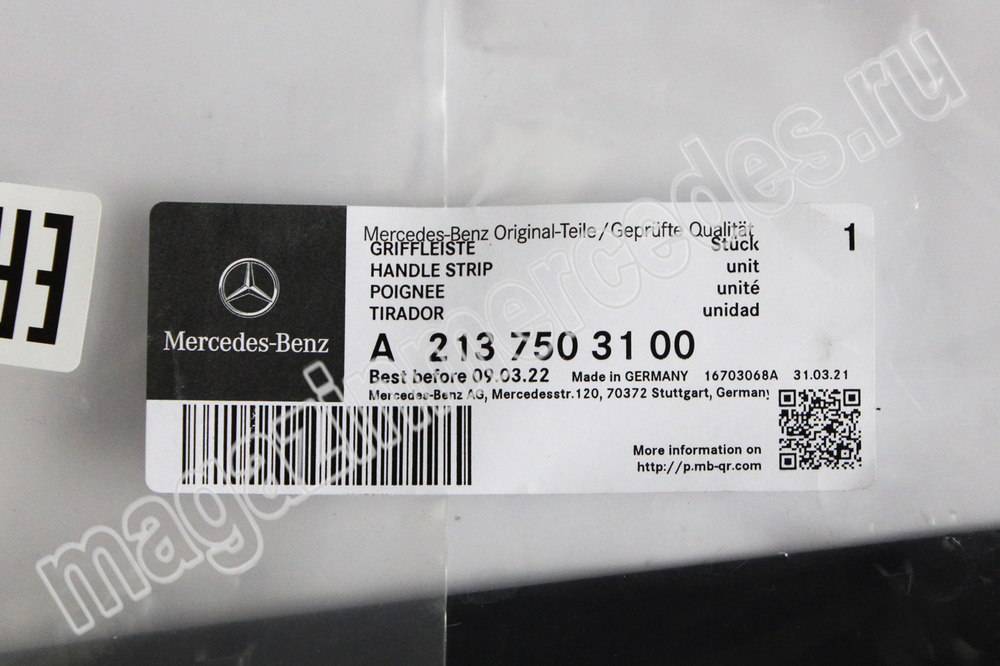 Mercedes-Benz
Mercedes-Benz Original-Teile/Geprüfte Qualität
GRIFFLEISTE Stück 1
HANDLE STRIP unit
POIGNEE unité
TIRADOR unidad
A 213 750 31 00
Best before 09.03.22 Made in GERMANY 16703068A 31.03.21
Mercedes-Benz AG, Mercedesstr.120, 70372 Stuttgart, Germany
More information on
http://p.mb-qr.com
magazinmercedes.ru